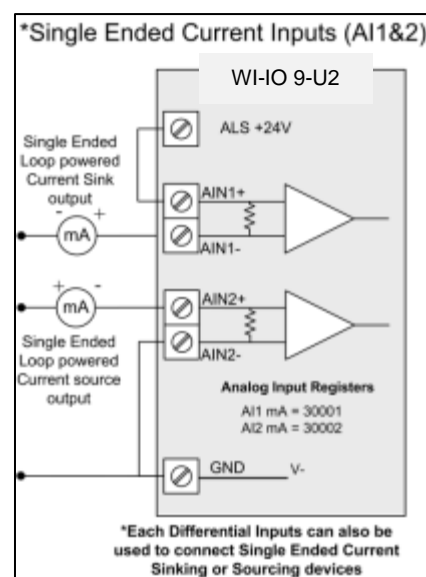 *Single Ended Current Inputs (AI1&2)
WI-IO 9-U2
ALS +24V
Single Ended
Loop powered
Current Sink
output
- +
mA
AIN1+
AIN1-
+ -
mA
AIN2+
AIN2-
Single Ended
Loop powered
Current source
output
Analog Input Registers
AI1 mA = 30001
AI2 mA = 30002
GND V-
*Each Differential Inputs can also be
used to connect Single Ended Current
Sinking or Sourcing devices